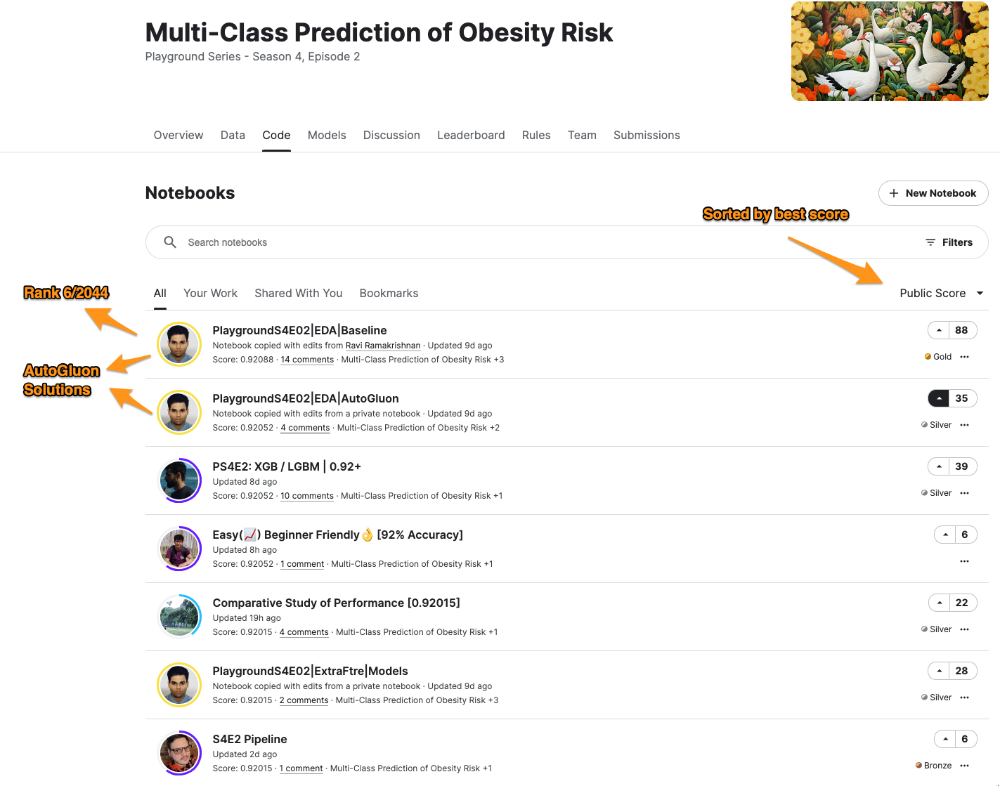 Multi-Class Prediction of Obesity Risk
Playground Series - Season 4, Episode 2
Overview Data Code Models Discussion Leaderboard Rules Team Submissions
Notebooks
New Notebook
Sorted by best score
Search notebooks
Filters
Rank 6/2044
All Your Work Shared With You Bookmarks
Public Score
AutoGluon
Solutions
PlaygroundS4E02|EDA|Baseline
Notebook copied with edits from Ravi Ramakrishnan · Updated 9d ago
Score: 0.92088 · 14 comments · Multi-Class Prediction of Obesity Risk +3
88
Gold
PlaygroundS4E02|EDA|AutoGluon
Notebook copied with edits from a private notebook · Updated 9d ago
Score: 0.92052 · 4 comments · Multi-Class Prediction of Obesity Risk +2
35
Silver
PS4E2: XGB / LGBM | 0.92+
Updated 8d ago
Score: 0.92052 · 10 comments · Multi-Class Prediction of Obesity Risk +1
39
Silver
Easy(📈) Beginner Friendly👌 [92% Accuracy]
Updated 8h ago
Score: 0.92052 · 1 comment · Multi-Class Prediction of Obesity Risk +1
6
Comparative Study of Performance [0.92015]
Updated 19h ago
Score: 0.92015 · 4 comments · Multi-Class Prediction of Obesity Risk +1
22
Silver
PlaygroundS4E02|ExtraFtre|Models
Notebook copied with edits from a private notebook · Updated 9d ago
Score: 0.92015 · 2 comments · Multi-Class Prediction of Obesity Risk +3
28
Silver
S4E2 Pipeline
Updated 2d ago
Score: 0.92015 · 1 comment · Multi-Class Prediction of Obesity Risk +1
6
Bronze